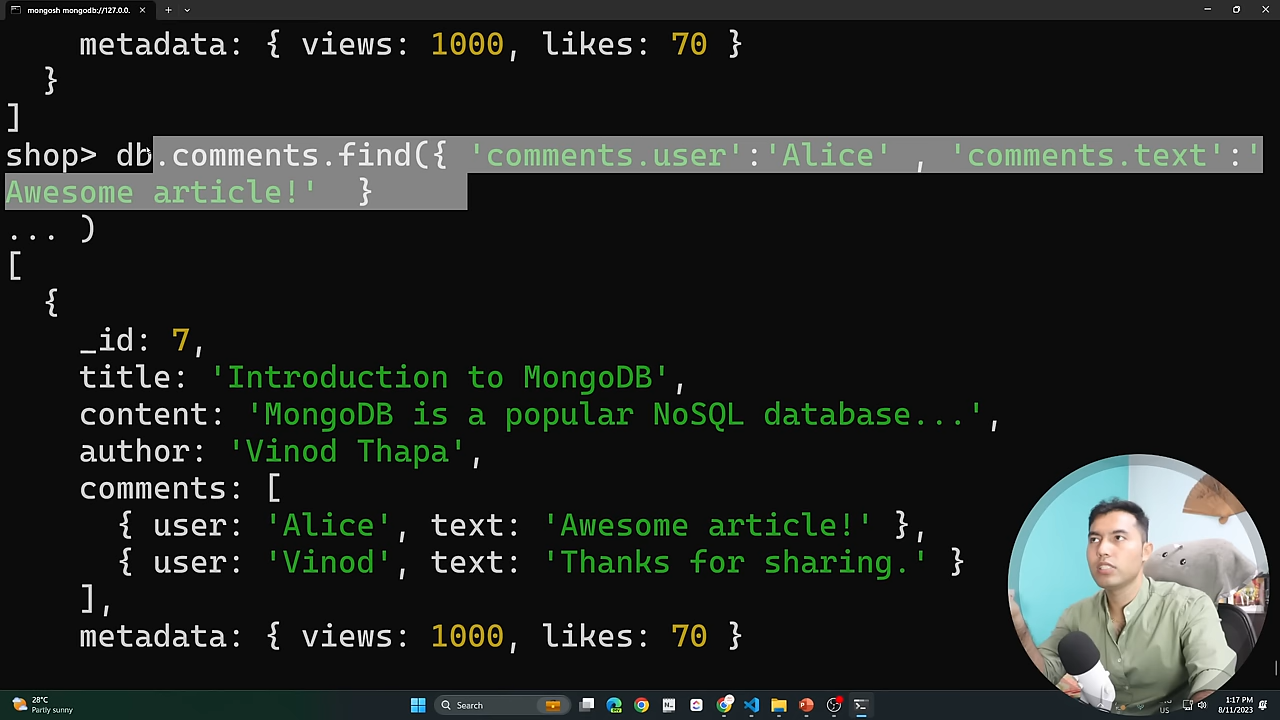 mongosh mongodb://127.0.0.
metadata: { views: 1000, likes: 70 }
}
]
shop> db.comments.find({ 'comments.user':'Alice' , 'comments.text':'
Awesome article!'  }
... )
[
{
_id: 7,
title: 'Introduction to MongoDB',
content: 'MongoDB is a popular NoSQL database...',
author: 'Vinod Thapa',
comments: [
{ user: 'Alice', text: 'Awesome article!' },
{ user: 'Vinod', text: 'Thanks for sharing.' }
],
metadata: { views: 1000, likes: 70 }
28°C
Partly sunny
Search
US
1:17 PM
8/11/2023